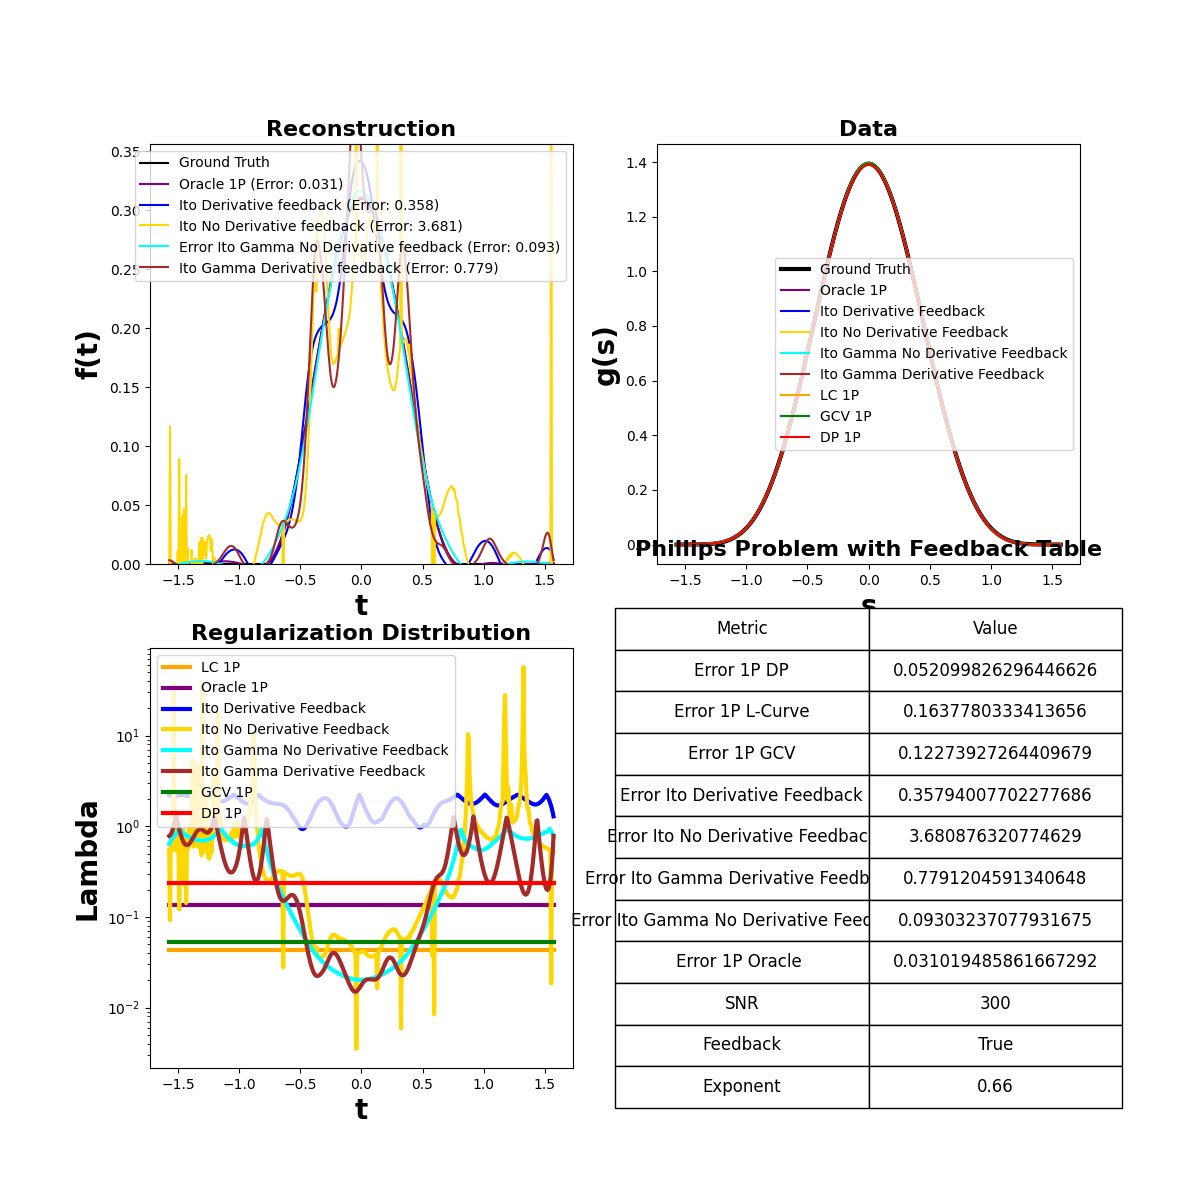 Reconstruction
0.35
0.30
0.25
0.20
0.15
0.10
0.05
0.00
f(t)
Ground Truth
Oracle 1P (Error: 0.031)
Ito Derivative feedback (Error: 0.358)
Ito No Derivative feedback (Error: 3.681)
Error Ito Gamma No Derivative feedback (Error: 0.093)
Ito Gamma Derivative feedback (Error: 0.779)
−1.5 −1.0 −0.5 0.0 0.5 1.0 1.5
t
Data
1.4
1.2
1.0
0.8
0.6
0.4
0.2
g(s)
Ground Truth
Oracle 1P
Ito Derivative Feedback
Ito No Derivative Feedback
Ito Gamma No Derivative Feedback
Ito Gamma Derivative Feedback
LC 1P
GCV 1P
DP 1P
−1.5 −1.0 −0.5 0.0 0.5 1.0 1.5
s
Regularization Distribution
10¹
10⁰
10⁻¹
10⁻²
Lambda
LC 1P
Oracle 1P
Ito Derivative Feedback
Ito No Derivative Feedback
Ito Gamma No Derivative Feedback
Ito Gamma Derivative Feedback
GCV 1P
DP 1P
−1.5 −1.0 −0.5 0.0 0.5 1.0 1.5
t
Phillips Problem with Feedback Table
Metric Value
Error 1P DP 0.052099826296446626
Error 1P L-Curve 0.1637780333413656
Error 1P GCV 0.12273927264409679
Error Ito Derivative Feedback 0.35794007702277686
Error Ito No Derivative Feedbac 3.680876320774629
Error Ito Gamma Derivative Feedb 0.7791204591340648
Error Ito Gamma No Derivative Feed 0.09303237077931675
Error 1P Oracle 0.031019485861667292
SNR 300
Feedback True
Exponent 0.66